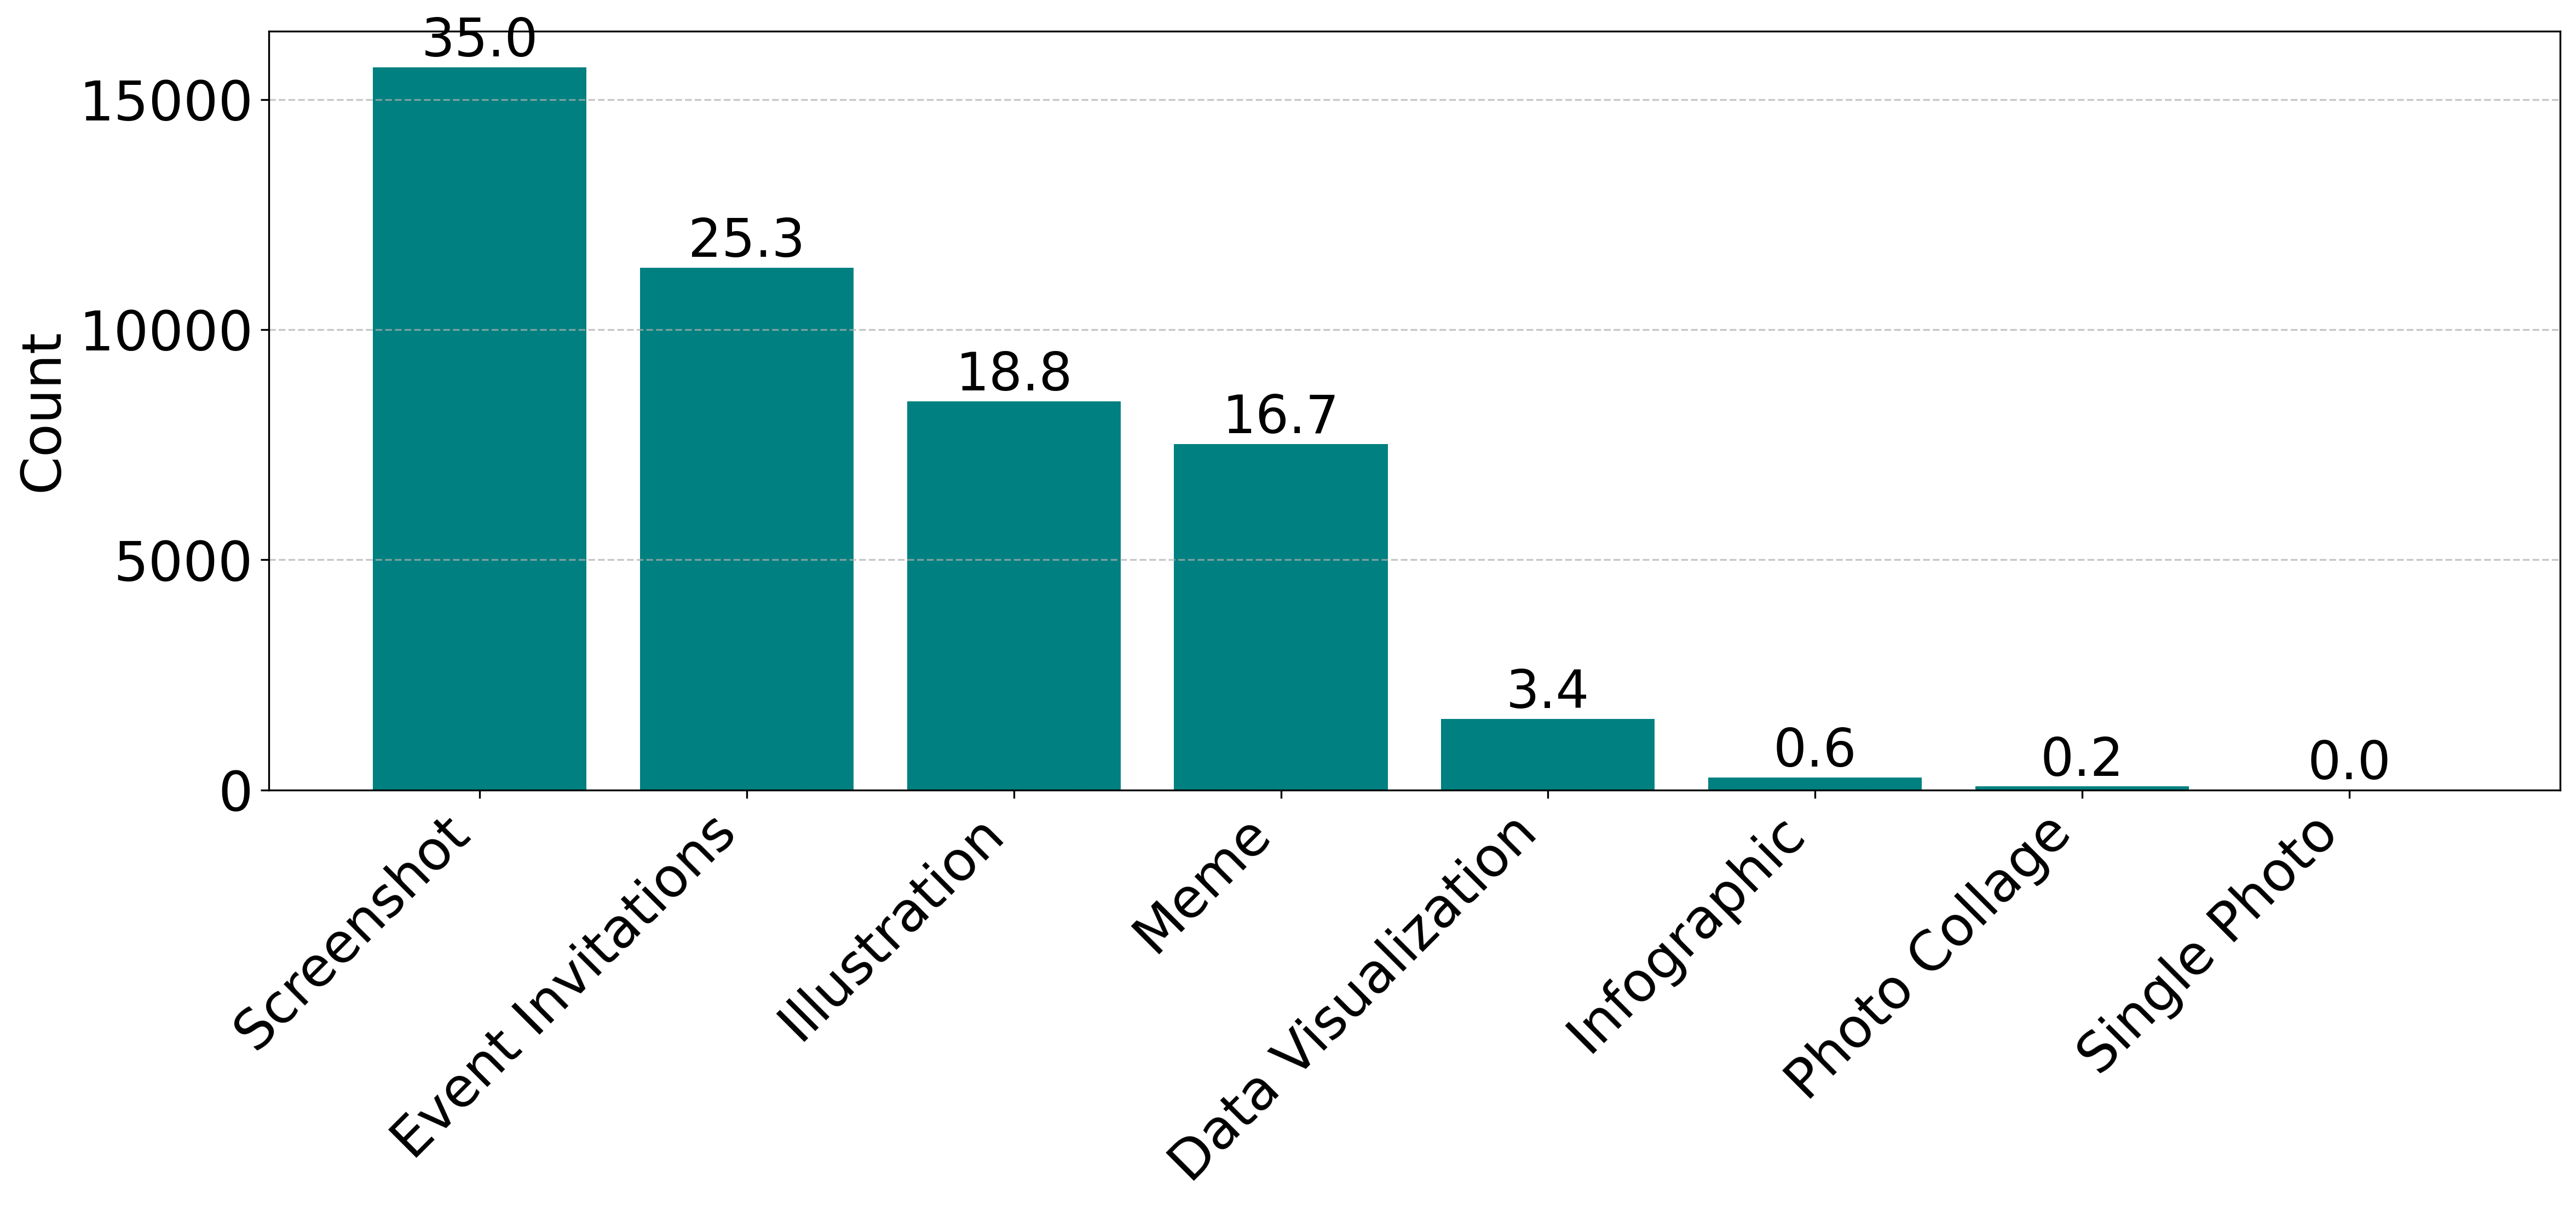 35.0
15000
25.3
18.8
16.7
10000
5000
3.4
0.6
0.2
0.0
0
Count
Screenshot
Event Invitations
Illustration
Meme
Data Visualization
Infographic
Photo Collage
Single Photo